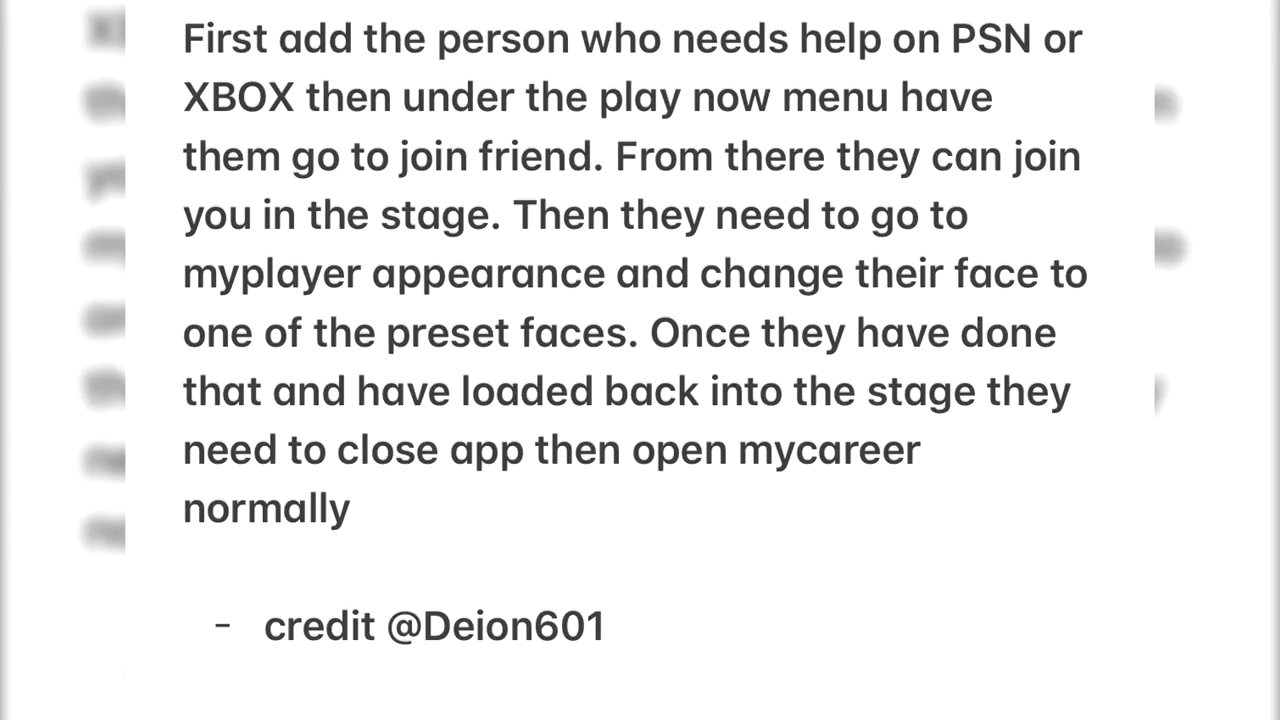 First add the person who needs help on PSN or
XBOX then under the play now menu have
them go to join friend. From there they can join
you in the stage. Then they need to go to
myplayer appearance and change their face to
one of the preset faces. Once they have done
that and have loaded back into the stage they
need to close app then open mycareer
normally
- credit @Deion601